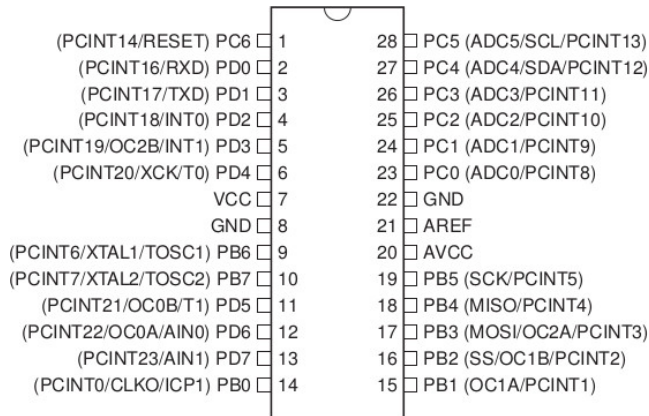 (PCINT14/RESET) PC6 1 28 PC5 (ADC5/SCL/PCINT13)
(PCINT16/RXD) PD0 2 27 PC4 (ADC4/SDA/PCINT12)
(PCINT17/TXD) PD1 3 26 PC3 (ADC3/PCINT11)
(PCINT18/INT0) PD2 4 25 PC2 (ADC2/PCINT10)
(PCINT19/OC2B/INT1) PD3 5 24 PC1 (ADC1/PCINT9)
(PCINT20/XCK/T0) PD4 6 23 PC0 (ADC0/PCINT8)
VCC 7 22 GND
GND 8 21 AREF
(PCINT6/XTAL1/TOSC1) PB6 9 20 AVCC
(PCINT7/XTAL2/TOSC2) PB7 10 19 PB5 (SCK/PCINT5)
(PCINT21/OC0B/T1) PD5 11 18 PB4 (MISO/PCINT4)
(PCINT22/OC0A/AIN0) PD6 12 17 PB3 (MOSI/OC2A/PCINT3)
(PCINT23/AIN1) PD7 13 16 PB2 (SS/OC1B/PCINT2)
(PCINT0/CLKO/ICP1) PB0 14 15 PB1 (OC1A/PCINT1)